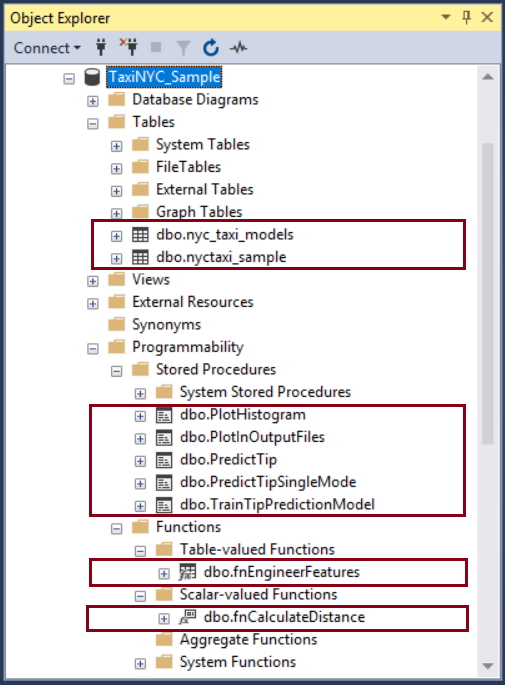 Object Explorer
Connect
TaxiNYC_Sample
Database Diagrams
Tables
System Tables
FileTables
External Tables
Graph Tables
dbo.nyc_taxi_models
dbo.nyctaxi_sample
Views
External Resources
Synonyms
Programmability
Stored Procedures
System Stored Procedures
dbo.PlotHistogram
dbo.PlotInOutputFiles
dbo.PredictTip
dbo.PredictTipSingleMode
dbo.TrainTipPredictionModel
Functions
Table-valued Functions
dbo.fnEngineerFeatures
Scalar-valued Functions
dbo.fnCalculateDistance
Aggregate Functions
System Functions